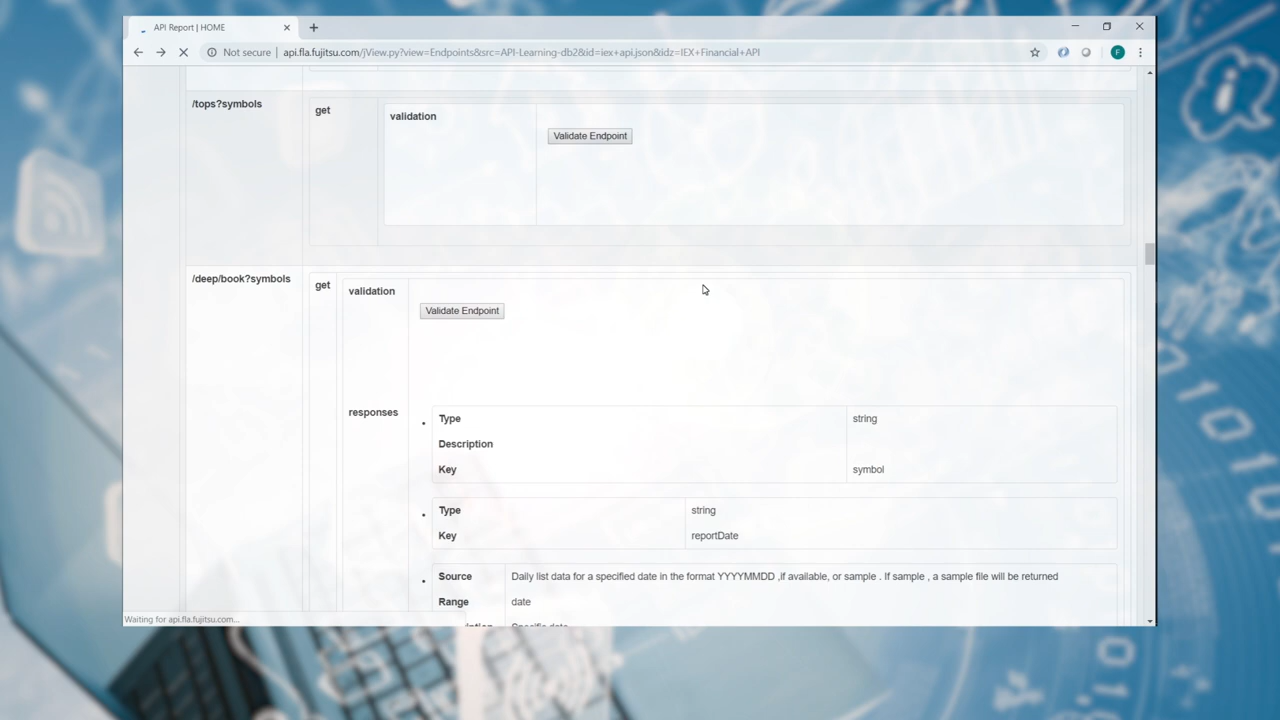 API Report | HOME
Not secure | api.fla.fujitsu.com/jView.py?view=Endpoints&src=API-Learning-db2&id=iex+api.json&idz=IEX+Financial+API
F
/tops?symbols
get
validation
Validate Endpoint
/deep/book?symbols
get
validation
Validate Endpoint
responses
Type string
Description
Key symbol
Type string
Key reportDate
Source Daily list data for a specified date in the format YYYYMMDD ,if available, or sample . If sample , a sample file will be returned
Range date
Specific date
Waiting for api.fla.fujitsu.com...